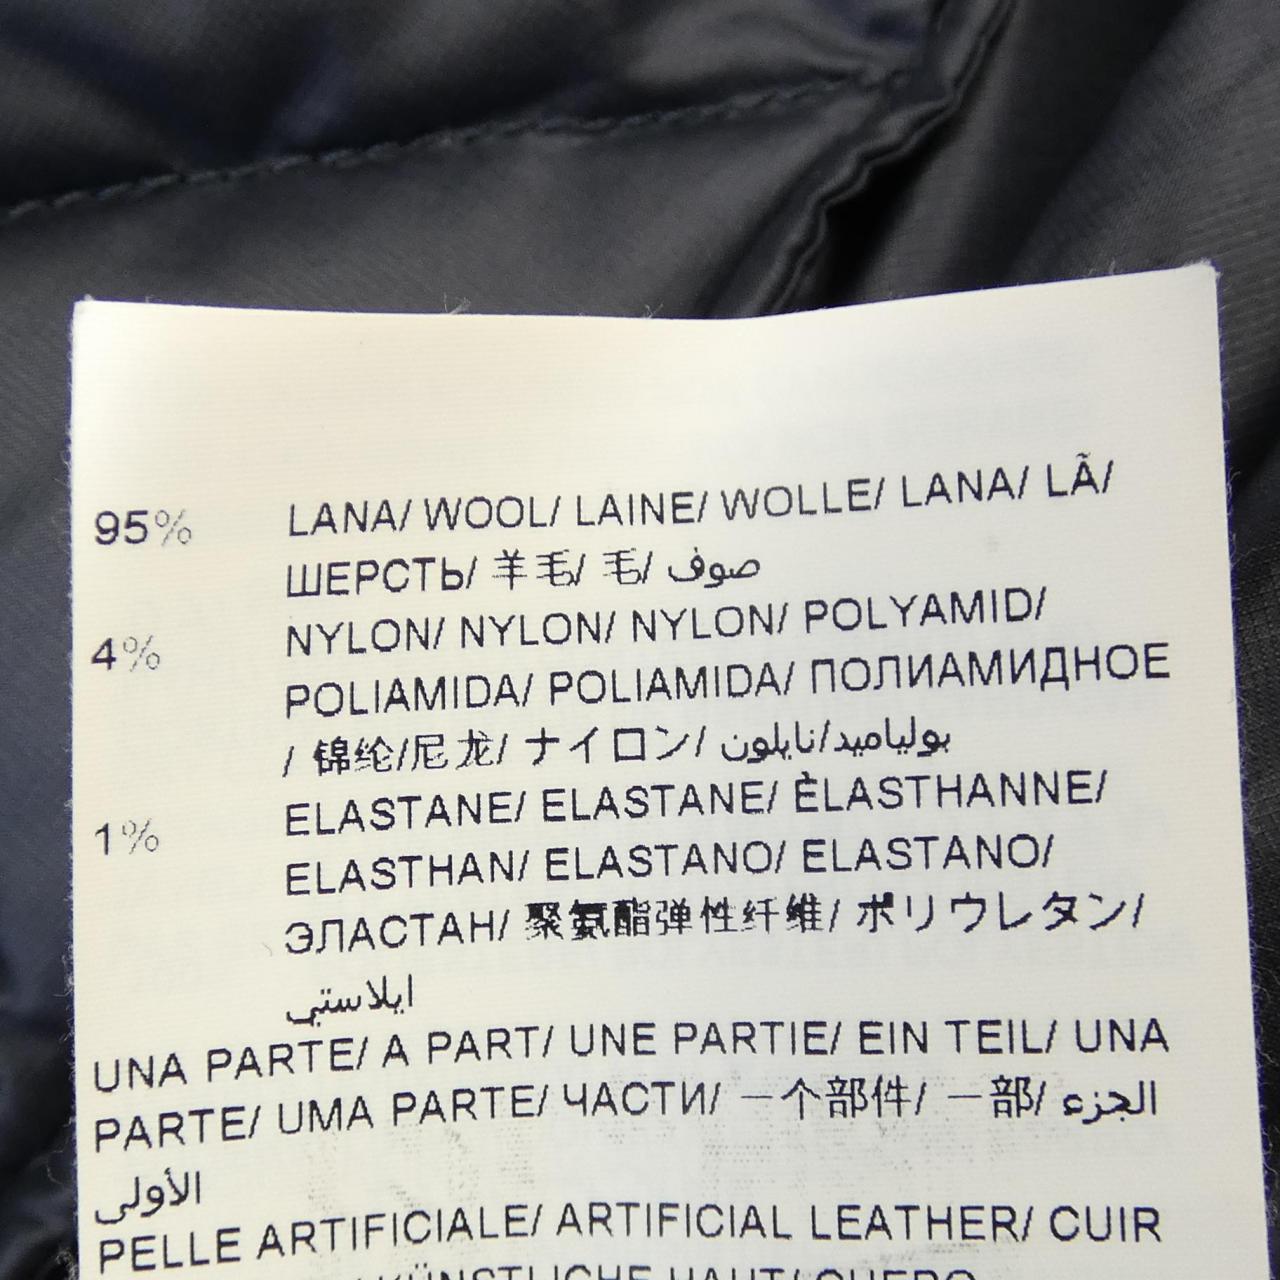 95% LANA/ WOOL/ LAINE/ WOLLE/ LANA/ LÃ/
ШЕРСТЬ/ 羊毛/ 毛/ صوف
4% NYLON/ NYLON/ NYLON/ POLYAMID/
POLIAMIDA/ POLIAMIDA/ ПОЛИАМИДНОЕ
/ 锦纶/尼龙/ ナイロン/ بولياميد/نايلون
1% ELASTANE/ ELASTANE/ ÈLASTHANNE/
ELASTHAN/ ELASTANO/ ELASTANO/
ЭЛАСТАН/ 聚氨酯弹性纤维/ ポリウレタン/
ايلاستي
UNA PARTE/ A PART/ UNE PARTIE/ EIN TEIL/ UNA
PARTE/ UMA PARTE/ ЧАСТИ/ 一个部件/ 一部/ الجزء
الأولى
PELLE ARTIFICIALE/ ARTIFICIAL LEATHER/ CUIR
KÜNSTLICHE HAUT/ CUERO